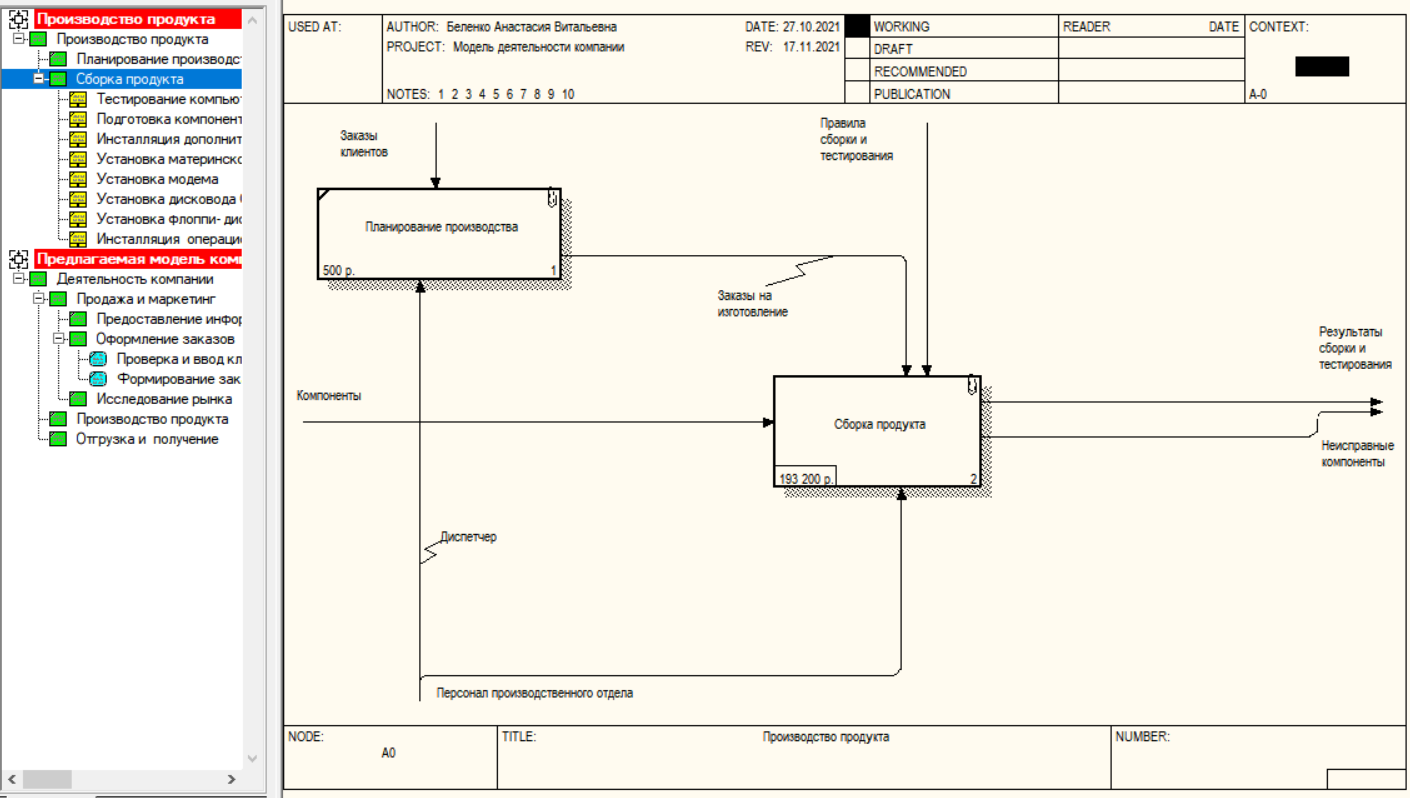 Производство продукта
Производство продукта
Планирование производст
Сборка продукта
Тестирование компью
Подготовка компонент
Инсталляция дополнит
Установка материнск
Установка модема
Установка дисковода
Установка флоппи- ди
Инсталляция операци
Предлагаемая модель ком
Деятельность компании
Продажа и маркетинг
Предоставление инфор
Оформление заказов
Проверка и ввод кл
Формирование зак
Исследование рынка
Производство продукта
Отгрузка и получение
USED AT:
AUTHOR: Беленко Анастасия Витальевна
DATE: 27.10.2021
PROJECT: Модель деятельности компании
REV: 17.11.2021
NOTES: 1 2 3 4 5 6 7 8 9 10
WORKING
DRAFT
RECOMMENDED
PUBLICATION
READER DATE
CONTEXT:
A-0
Заказы
клиентов
Правила
сборки и
тестирования
Планирование производства
500 р. 1
Заказы на
изготовление
Результаты
сборки и
тестирования
Компоненты
Сборка продукта
193 200 р. 2
Неисправные
компоненты
Диспетчер
Персонал производственного отдела
NODE:
A0
TITLE:
Производство продукта
NUMBER: